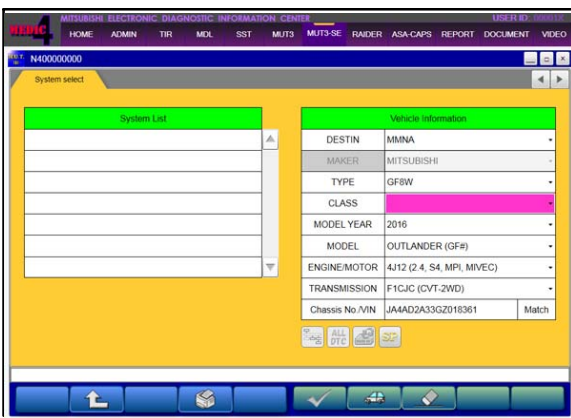 MITSUBISHI ELECTRONIC DIAGNOSTIC INFORMATION CENTER
MEDIC 4
HOME ADMIN TIR MDL SST MUT3 MUT3-SE RAIDER ASA-CAPS REPORT DOCUMENT VIDEO
N400000000
System select
System List
Vehicle Information
DESTIN MMNA
MAKER MITSUBISHI
TYPE GF8W
CLASS
MODEL YEAR 2016
MODEL OUTLANDER (GF#)
ENGINE/MOTOR 4J12 (2.4, S4, MPI, MIVEC)
TRANSMISSION F1CJC (CVT-2WD)
Chassis No./VIN JA4AD2A33GZ018361 Match
ALL DTC SP